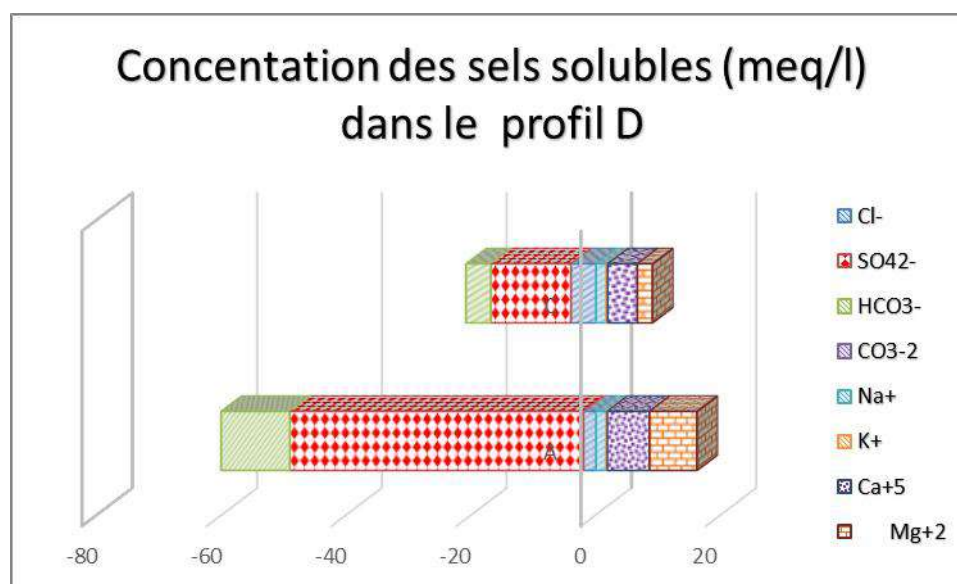 Concentation des sels solubles (meq/l)
dans le profil D
Cl-
SO42-
HCO3-
CO3-2
Na+
K+
Ca+5
Mg+2
A
-80 -60 -40 -20 0 20